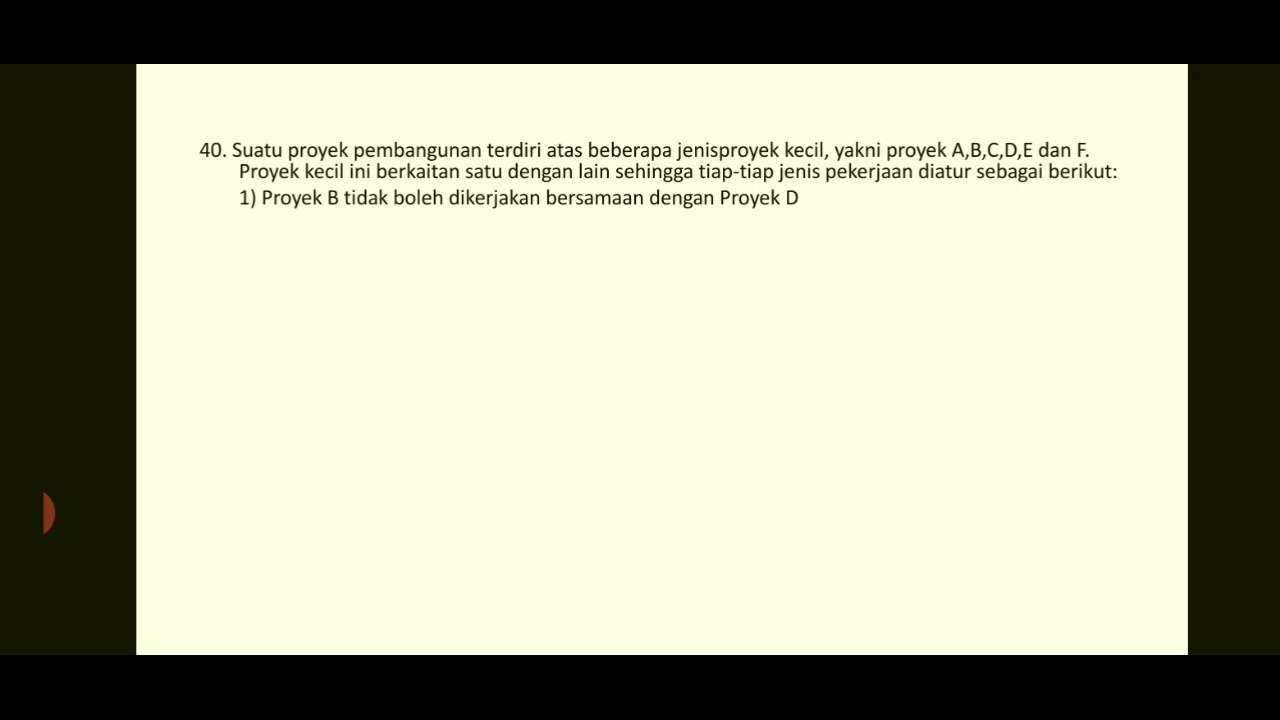 40. Suatu proyek pembangunan terdiri atas beberapa jenisproyek kecil, yakni proyek A,B,C,D,E dan F.
Proyek kecil ini berkaitan satu dengan lain sehingga tiap-tiap jenis pekerjaan diatur sebagai berikut:
1) Proyek B tidak boleh dikerjakan bersamaan dengan Proyek D